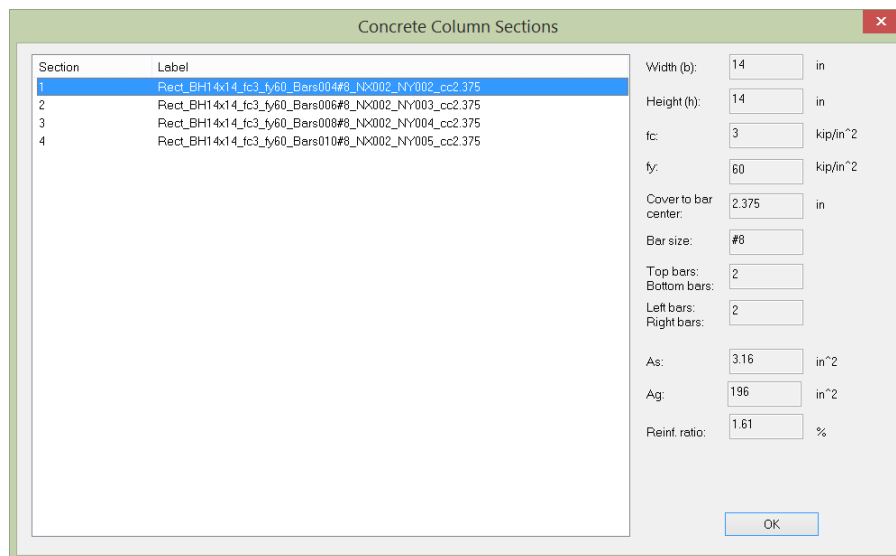 Concrete Column Sections
x
Section Label
1 Rect_BH14x14_fc3_fy60_Bars004#8_NX002_NY002_cc2.375
2 Rect_BH14x14_fc3_fy60_Bars006#8_NX002_NY003_cc2.375
3 Rect_BH14x14_fc3_fy60_Bars008#8_NX002_NY004_cc2.375
4 Rect_BH14x14_fc3_fy60_Bars010#8_NX002_NY005_cc2.375
Width (b): 14 in
Height (h): 14 in
fc: 3 kip/in^2
fy: 60 kip/in^2
Cover to bar
center: 2.375 in
Bar size: #8
Top bars: 2
Bottom bars:
Left bars: 2
Right bars:
As: 3.16 in^2
Ag: 196 in^2
Reinf. ratio: 1.61 %
OK